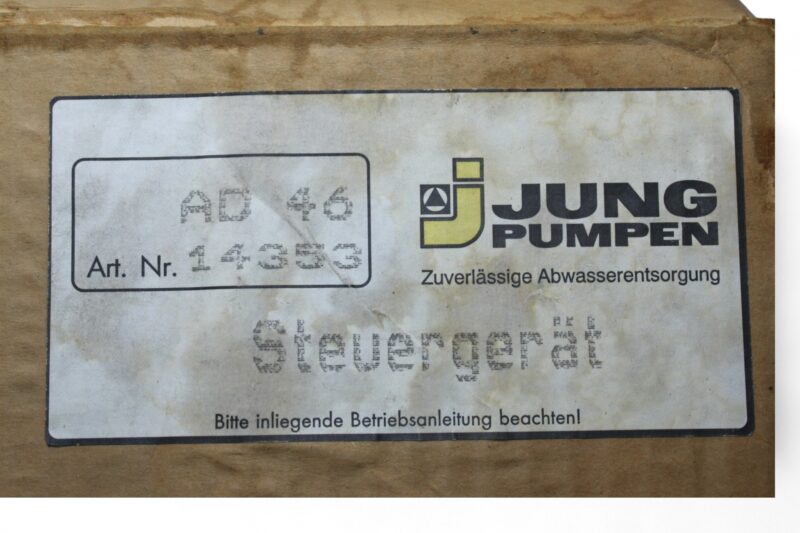 AD 46
Art. Nr. 14353
JUNG
PUMPEN
Zuverlässige Abwasserentsorgung
Steuergerät
Bitte inliegende Betriebsanleitung beachten!